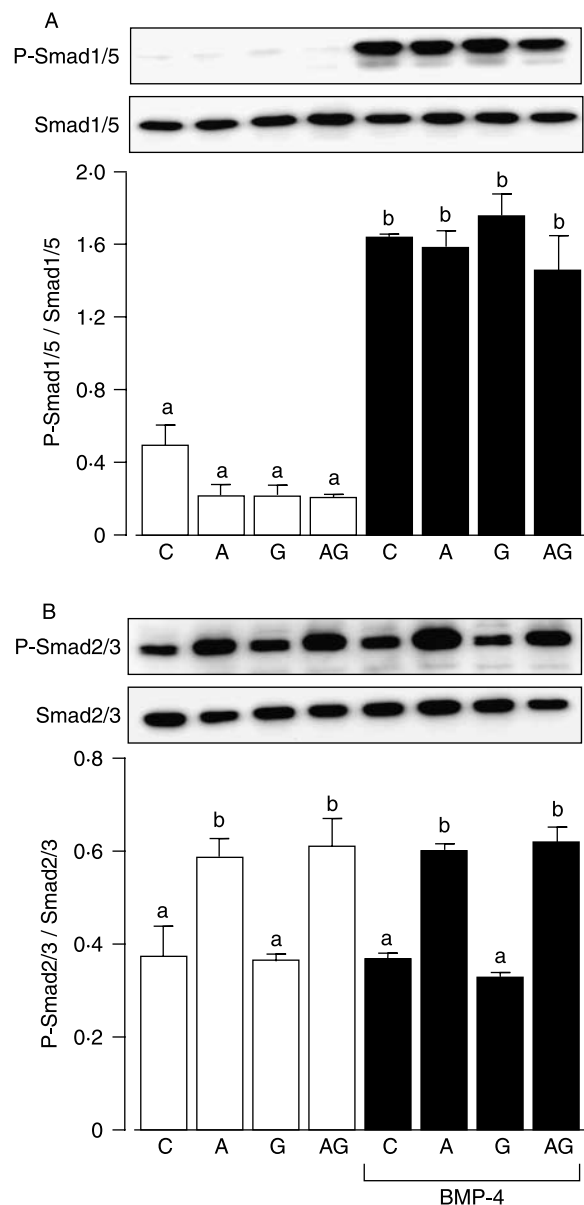 A
P-Smad1/5
Smad1/5
2·0
1·6
1·2
0·8
0·4
0
P-Smad1/5 / Smad1/5
a a a a b b b b
C A G AG C A G AG
B
P-Smad2/3
Smad2/3
0·8
0·6
0·4
0·2
0
P-Smad2/3 / Smad2/3
a b a b a b a b
C A G AG C A G AG
BMP-4